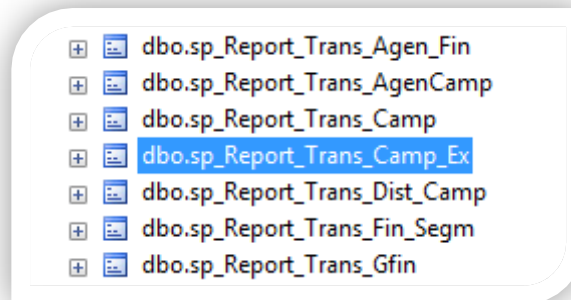 dbo.sp_Report_Trans_Agen_Fin
dbo.sp_Report_Trans_AgenCamp
dbo.sp_Report_Trans_Camp
dbo.sp_Report_Trans_Camp_Ex
dbo.sp_Report_Trans_Dist_Camp
dbo.sp_Report_Trans_Fin_Segm
dbo.sp_Report_Trans_Gfin